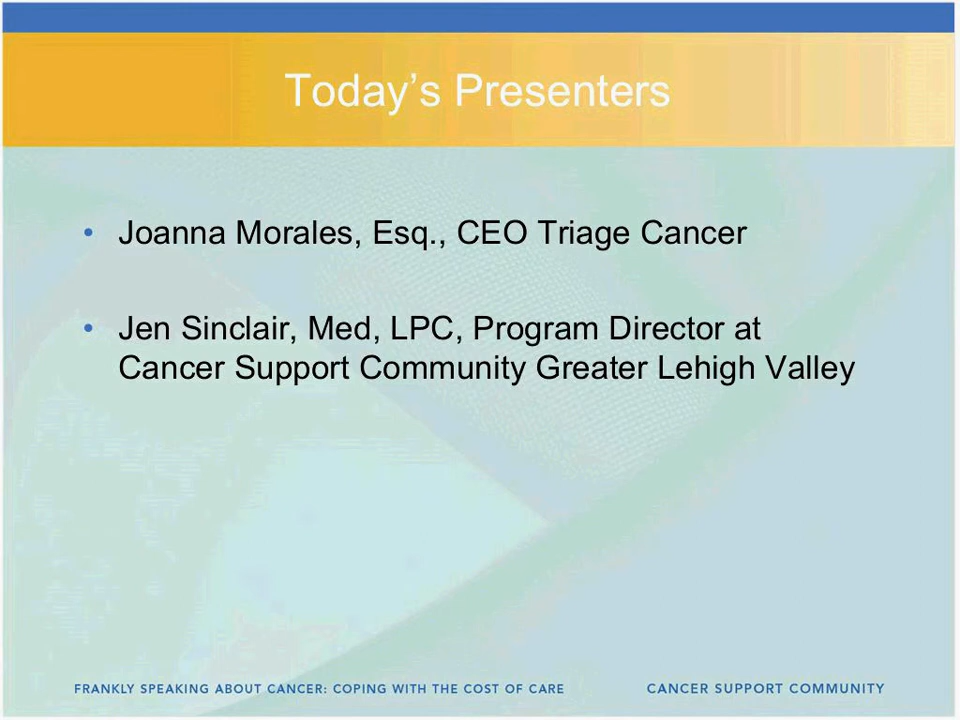 Today’s Presenters
• Joanna Morales, Esq., CEO Triage Cancer
• Jen Sinclair, Med, LPC, Program Director at
Cancer Support Community Greater Lehigh Valley
FRANKLY SPEAKING ABOUT CANCER: COPING WITH THE COST OF CARE
CANCER SUPPORT COMMUNITY